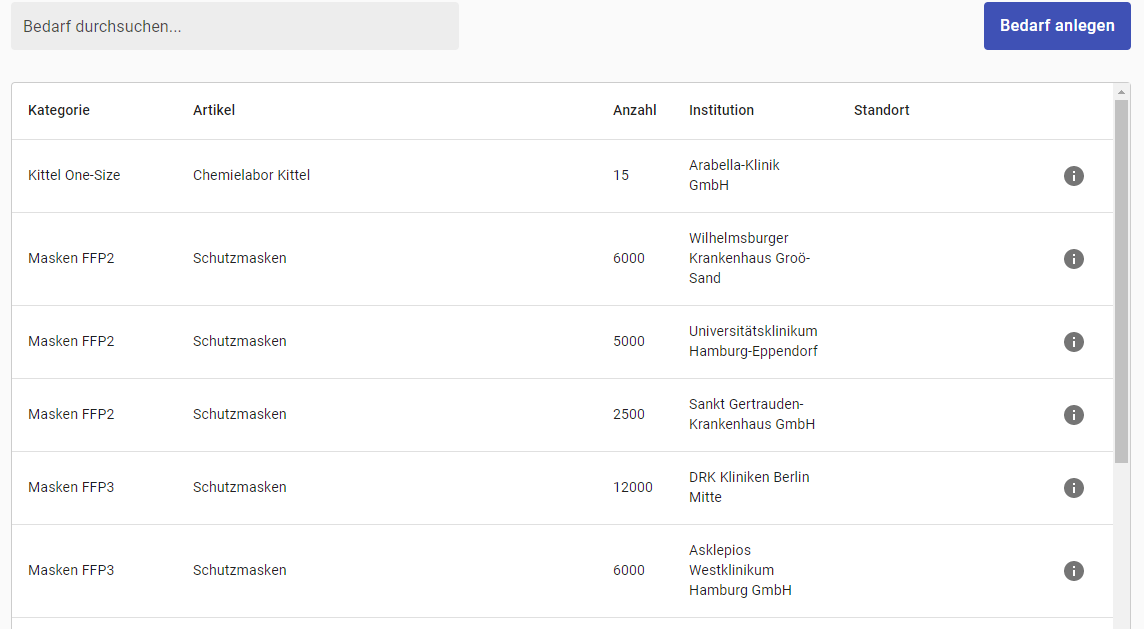 Bedarf durchsuchen...
Bedarf anlegen
Kategorie Artikel Anzahl Institution Standort
Kittel One-Size Chemielabor Kittel 15 Arabella-Klinik
GmbH
Wilhelmsburger
Masken FFP2 Schutzmasken 6000 Krankenhaus Groö-
Sand
Masken FFP2 Schutzmasken 5000 Universitätsklinikum
Hamburg-Eppendorf
Masken FFP2 Schutzmasken 2500 Sankt Gertrauden-
Krankenhaus GmbH
Masken FFP3 Schutzmasken 12000 DRK Kliniken Berlin
Mitte
Asklepios
Masken FFP3 Schutzmasken 6000 Westklinikum
Hamburg GmbH